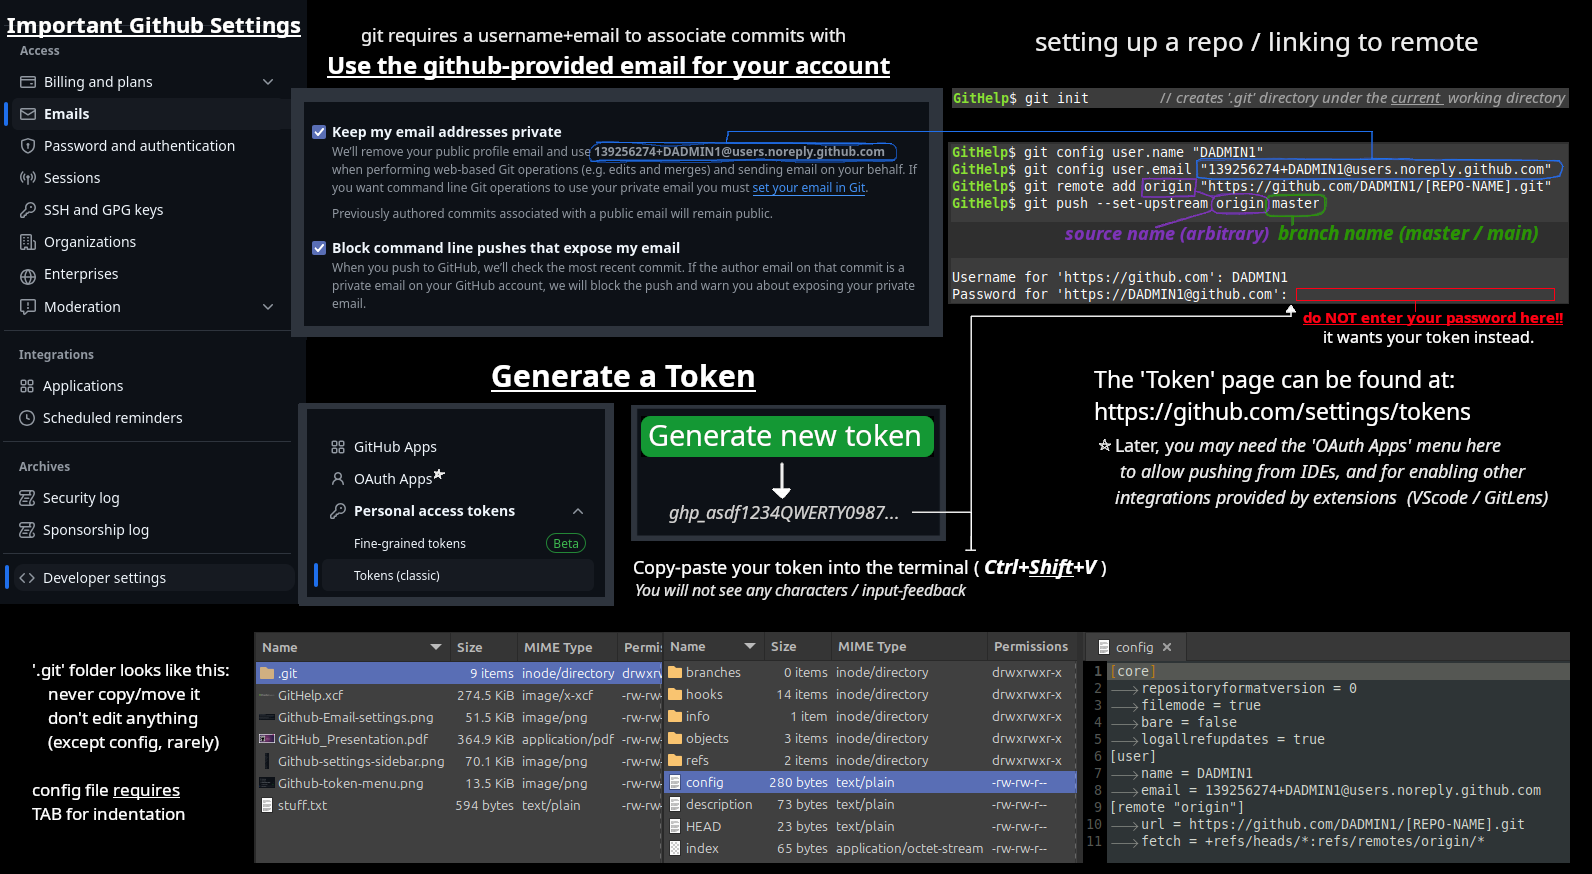 Important Github Settings
Access
Billing and plans
Emails
Password and authentication
Sessions
SSH and GPG keys
Organizations
Enterprises
Moderation
Integrations
Applications
Scheduled reminders
Archives
Security log
Sponsorship log
Developer settings
git requires a username+email to associate commits with
Use the github-provided email for your account
Keep my email addresses private
We'll remove your public profile email and use 139256274+DADMIN1@users.noreply.github.com
when performing web-based Git operations (e.g. edits and merges) and sending email on your behalf. If
you want command line Git operations to use your private email you must set your email in Git.
Previously authored commits associated with a public email will remain public.
Block command line pushes that expose my email
When you push to GitHub, we'll check the most recent commit. If the author email on that commit is a
private email on your GitHub account, we will block the push and warn you about exposing your private
email.
setting up a repo / linking to remote
GitHelp$ git init // creates '.git' directory under the current working directory
GitHelp$ git config user.name "DADMIN1"
GitHelp$ git config user.email "139256274+DADMIN1@users.noreply.github.com"
GitHelp$ git remote add origin "https://github.com/DADMIN1/[REPO-NAME].git"
GitHelp$ git push --set-upstream origin master
source name (arbitrary) branch name (master / main)
Username for 'https://github.com': DADMIN1
Password for 'https://DADMIN1@github.com':
do NOT enter your password here!!
it wants your token instead.
Generate a Token
GitHub Apps
OAuth Apps
Personal access tokens
Fine-grained tokens Beta
Tokens (classic)
Generate new token
ghp_asdf1234QWERTY0987...
Copy-paste your token into the terminal ( Ctrl+Shift+V )
You will not see any characters / input-feedback
The 'Token' page can be found at:
https://github.com/settings/tokens
Later, you may need the 'OAuth Apps' menu here
to allow pushing from IDEs, and for enabling other
integrations provided by extensions (VScode / GitLens)
'.git' folder looks like this:
never copy/move it
don't edit anything
(except config, rarely)
config file requires
TAB for indentation
Name Size MIME Type Permis
.git 9 items inode/directory drwxr
GitHelp.xcf 274.5 KiB image/x-xcf -rw-rw-
Github-Email-settings.png 51.5 KiB image/png -rw-rw-
GitHub_Presentation.pdf 364.9 KiB application/pdf -rw-rw-
Github-settings-sidebar.png 70.1 KiB image/png -rw-rw-
Github-token-menu.png 13.5 KiB image/png -rw-rw-
stuff.txt 594 bytes text/plain -rw-rw-
Name Size MIME Type Permissions
branches 0 items inode/directory drwxrwxr-x
hooks 14 items inode/directory drwxrwxr-x
info 1 item inode/directory drwxrwxr-x
objects 3 items inode/directory drwxrwxr-x
refs 2 items inode/directory drwxrwxr-x
config 280 bytes text/plain -rw-rw-r--
description 73 bytes text/plain -rw-rw-r--
HEAD 23 bytes text/plain -rw-rw-r--
index 65 bytes application/octet-stream -rw-rw-r--
config
1 [core]
2 repositoryformatversion = 0
3 filemode = true
4 bare = false
5 logallrefupdates = true
6 [user]
7 name = DADMIN1
8 email = 139256274+DADMIN1@users.noreply.github.com
9 [remote "origin"]
10 url = https://github.com/DADMIN1/[REPO-NAME].git
11 fetch = +refs/heads/*:refs/remotes/origin/*